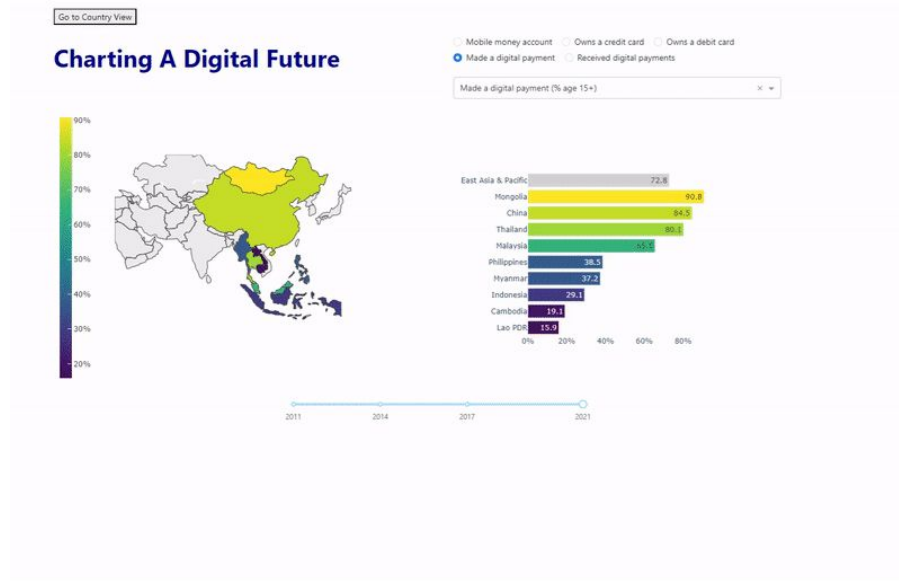 Go to Country View
Charting A Digital Future
Mobile money account Owns a credit card Owns a debit card
Made a digital payment Received digital payments
Made a digital payment (% age 15+)
90%
80%
70%
60%
50%
40%
30%
20%
East Asia & Pacific 72.8
Mongolia 90.8
China 84.5
Thailand 80.1
Malaysia
Philippines 38.5
Myanmar 37.2
Indonesia 29.1
Cambodia 19.1
Lao PDR 15.9
0% 20% 40% 60% 80%
2011 2014 2017 2021